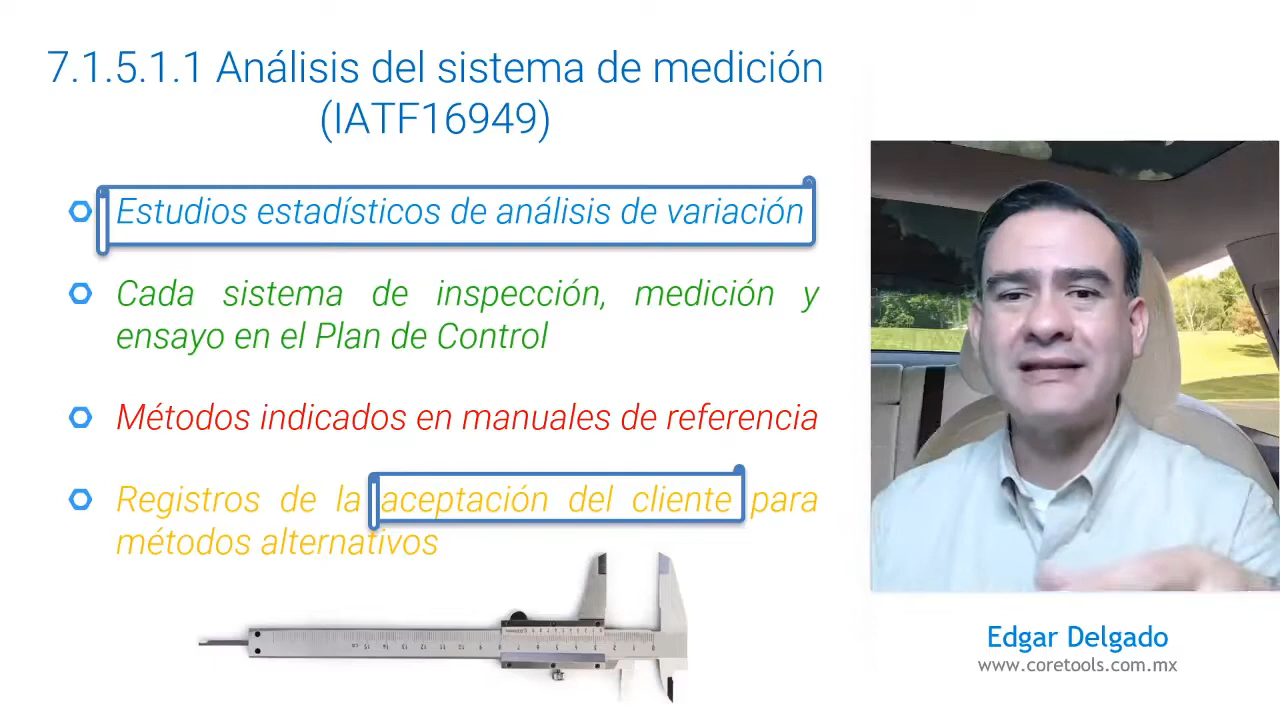 7.1.5.1.1 Análisis del sistema de medición
(IATF16949)
Estudios estadísticos de análisis de variación
Cada sistema de inspección, medición y
ensayo en el Plan de Control
Métodos indicados en manuales de referencia
Registros de la aceptación del cliente para
métodos alternativos
Edgar Delgado
www.coretools.com.mx